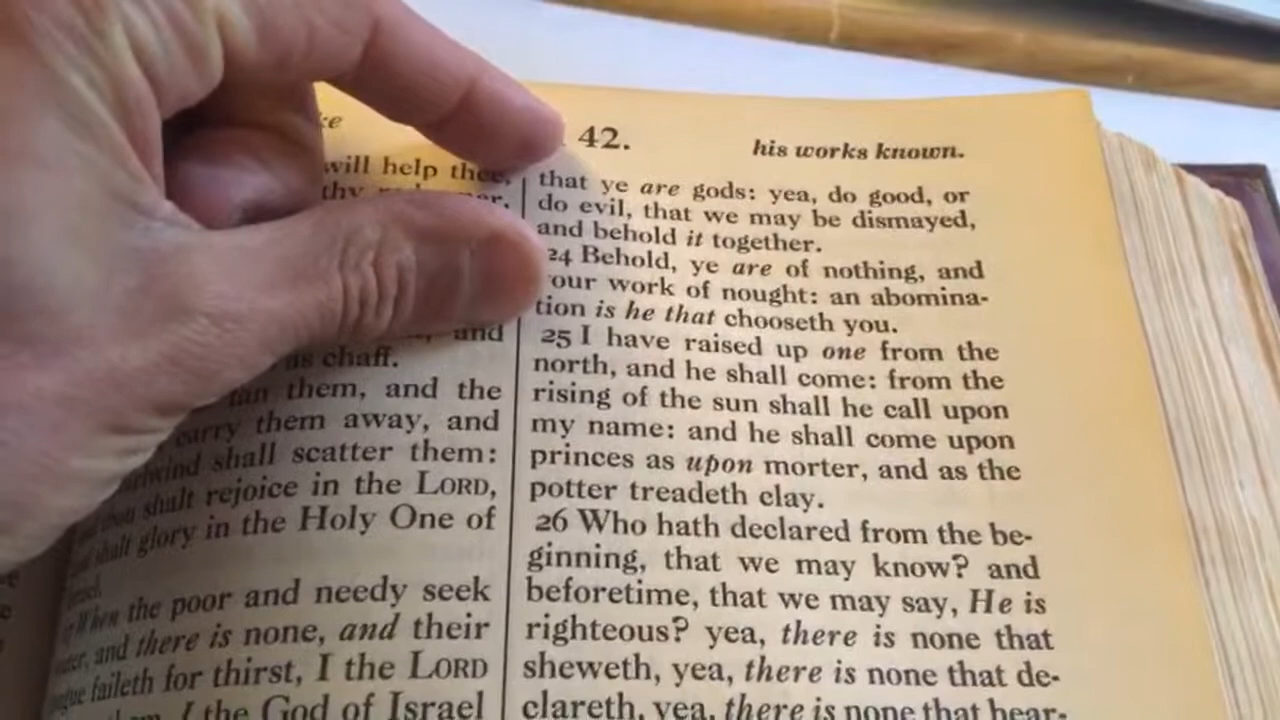 42.
his works known.
will help thee,
thy
and
as chaff.
them, and the
carry them away, and
shall scatter them:
shalt rejoice in the LORD,
shalt glory in the Holy One of
When the poor and needy seek
and there is none, and their
faileth for thirst, I the LORD
I the God of Israel
that ye are gods: yea, do good, or
do evil, that we may be dismayed,
and behold it together.
24 Behold, ye are of nothing, and
our work of nought: an abomina-
tion is he that chooseth you.
25 I have raised up one from the
north, and he shall come: from the
rising of the sun shall he call upon
my name: and he shall come upon
princes as upon morter, and as the
potter treadeth clay.
26 Who hath declared from the be-
ginning, that we may know? and
beforetime, that we may say, He is
righteous? yea, there is none that
sheweth, yea, there is none that de-
clareth, yea, there is none that hear-